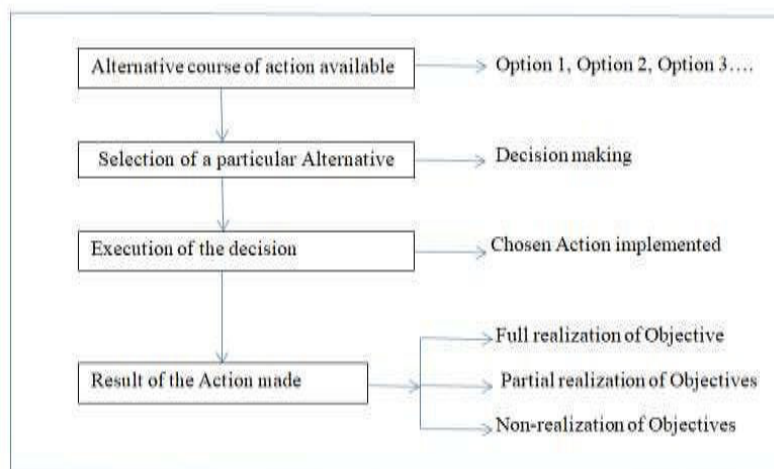 Alternative course of action available
Option 1, Option 2, Option 3....
Selection of a particular Alternative
Decision making
Execution of the decision
Chosen Action implemented
Full realization of Objective
Result of the Action made
Partial realization of Objectives
Non-realization of Objectives